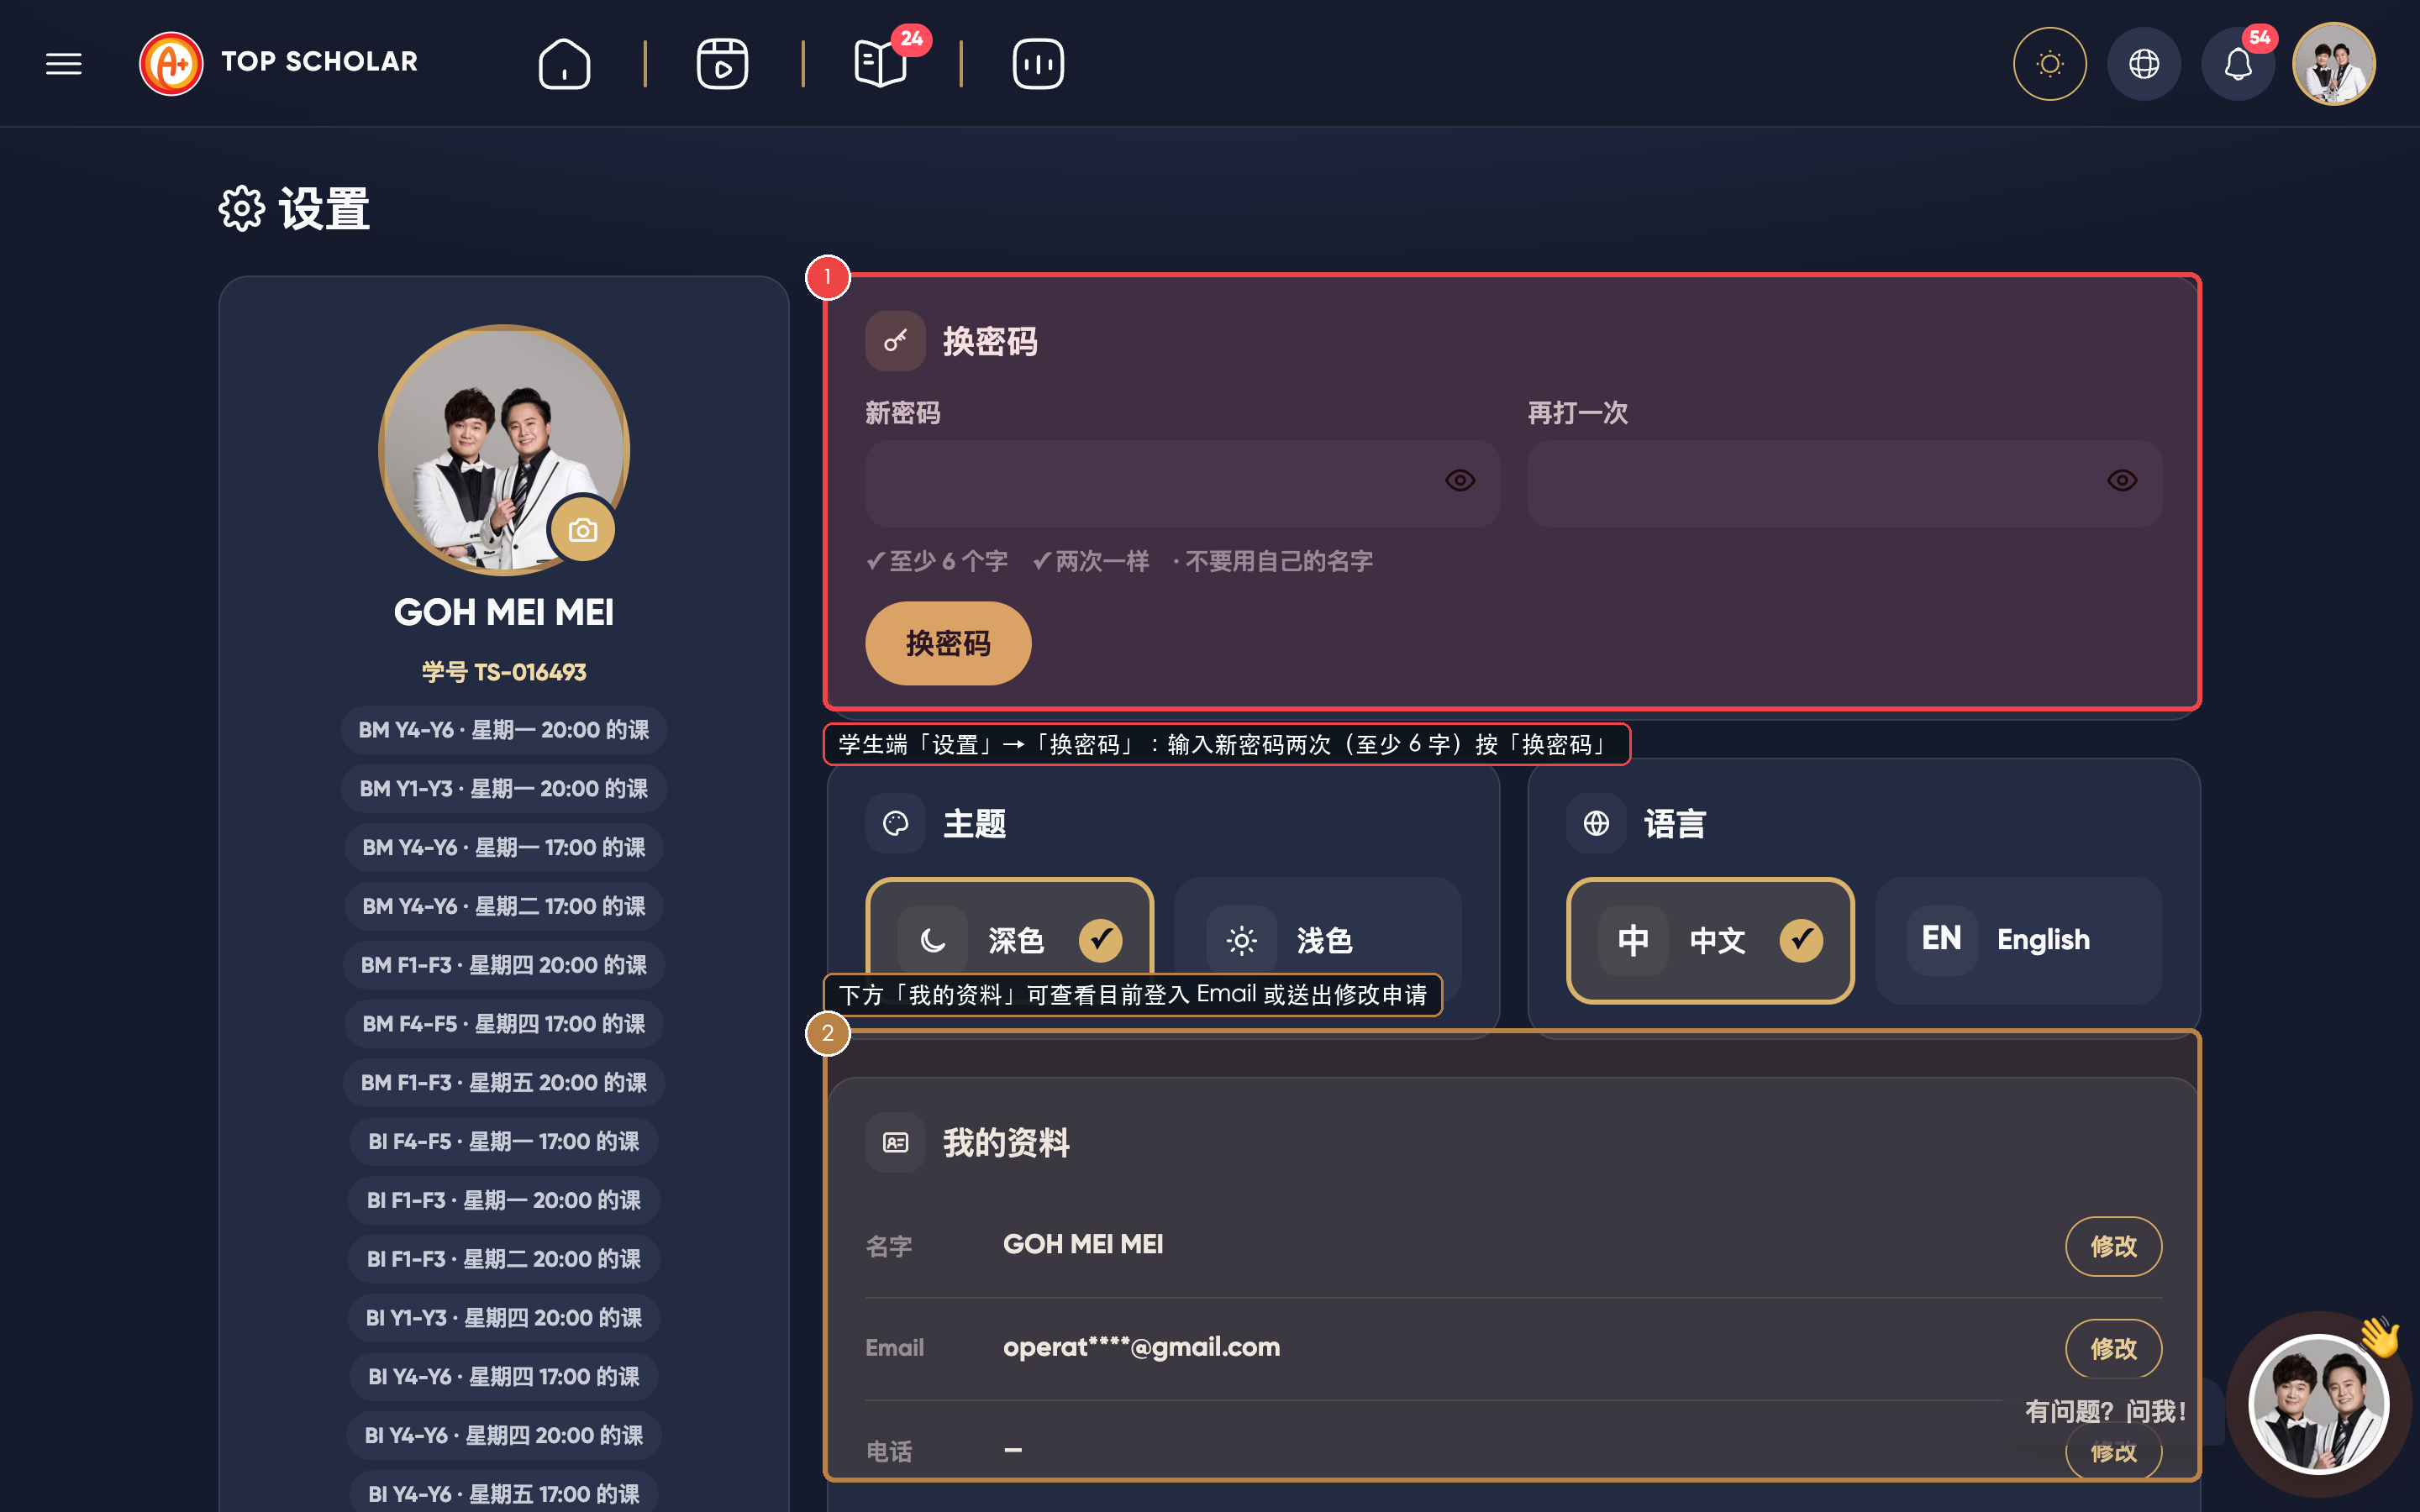 A+ TOP SCHOLAR
24
54
设置
GOH MEI MEI
学号 TS-016493
BM Y4-Y6 · 星期一 20:00 的课
BM Y1-Y3 · 星期一 20:00 的课
BM Y4-Y6 · 星期一 17:00 的课
BM Y4-Y6 · 星期二 17:00 的课
BM F1-F3 · 星期四 20:00 的课
BM F4-F5 · 星期四 17:00 的课
BM F1-F3 · 星期五 20:00 的课
BI F4-F5 · 星期一 17:00 的课
BI F1-F3 · 星期一 20:00 的课
BI F1-F3 · 星期二 20:00 的课
BI Y1-Y3 · 星期四 20:00 的课
BI Y4-Y6 · 星期四 17:00 的课
BI Y4-Y6 · 星期四 20:00 的课
BI Y4-Y6 · 星期五 17:00 的课
1
换密码
新密码
再打一次
✓至少 6 个字 ✓两次一样 · 不要用自己的名字
换密码
学生端「设置」→「换密码」：输入新密码两次（至少 6 字）按「换密码」
主题
深色
浅色
语言
中 中文
EN English
下方「我的资料」可查看目前登入 Email 或送出修改申请
2
我的资料
名字 GOH MEI MEI 修改
Email operat****@gmail.com 修改
电话 — 修改
有问题？问我！